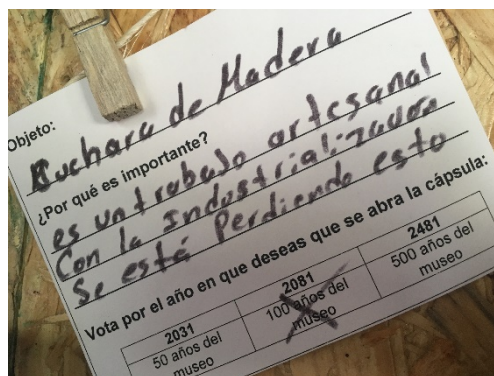 Objeto:
Cuchara de Madera
¿Por qué es importante?
es un trabajo artesanal
Con la Industrializadora
Se está Perdiendo esto
Vota por el año en que deseas que se abra la cápsula:
2031
50 años del
museo
2081
100 años del
museo
2481
500 años del
museo